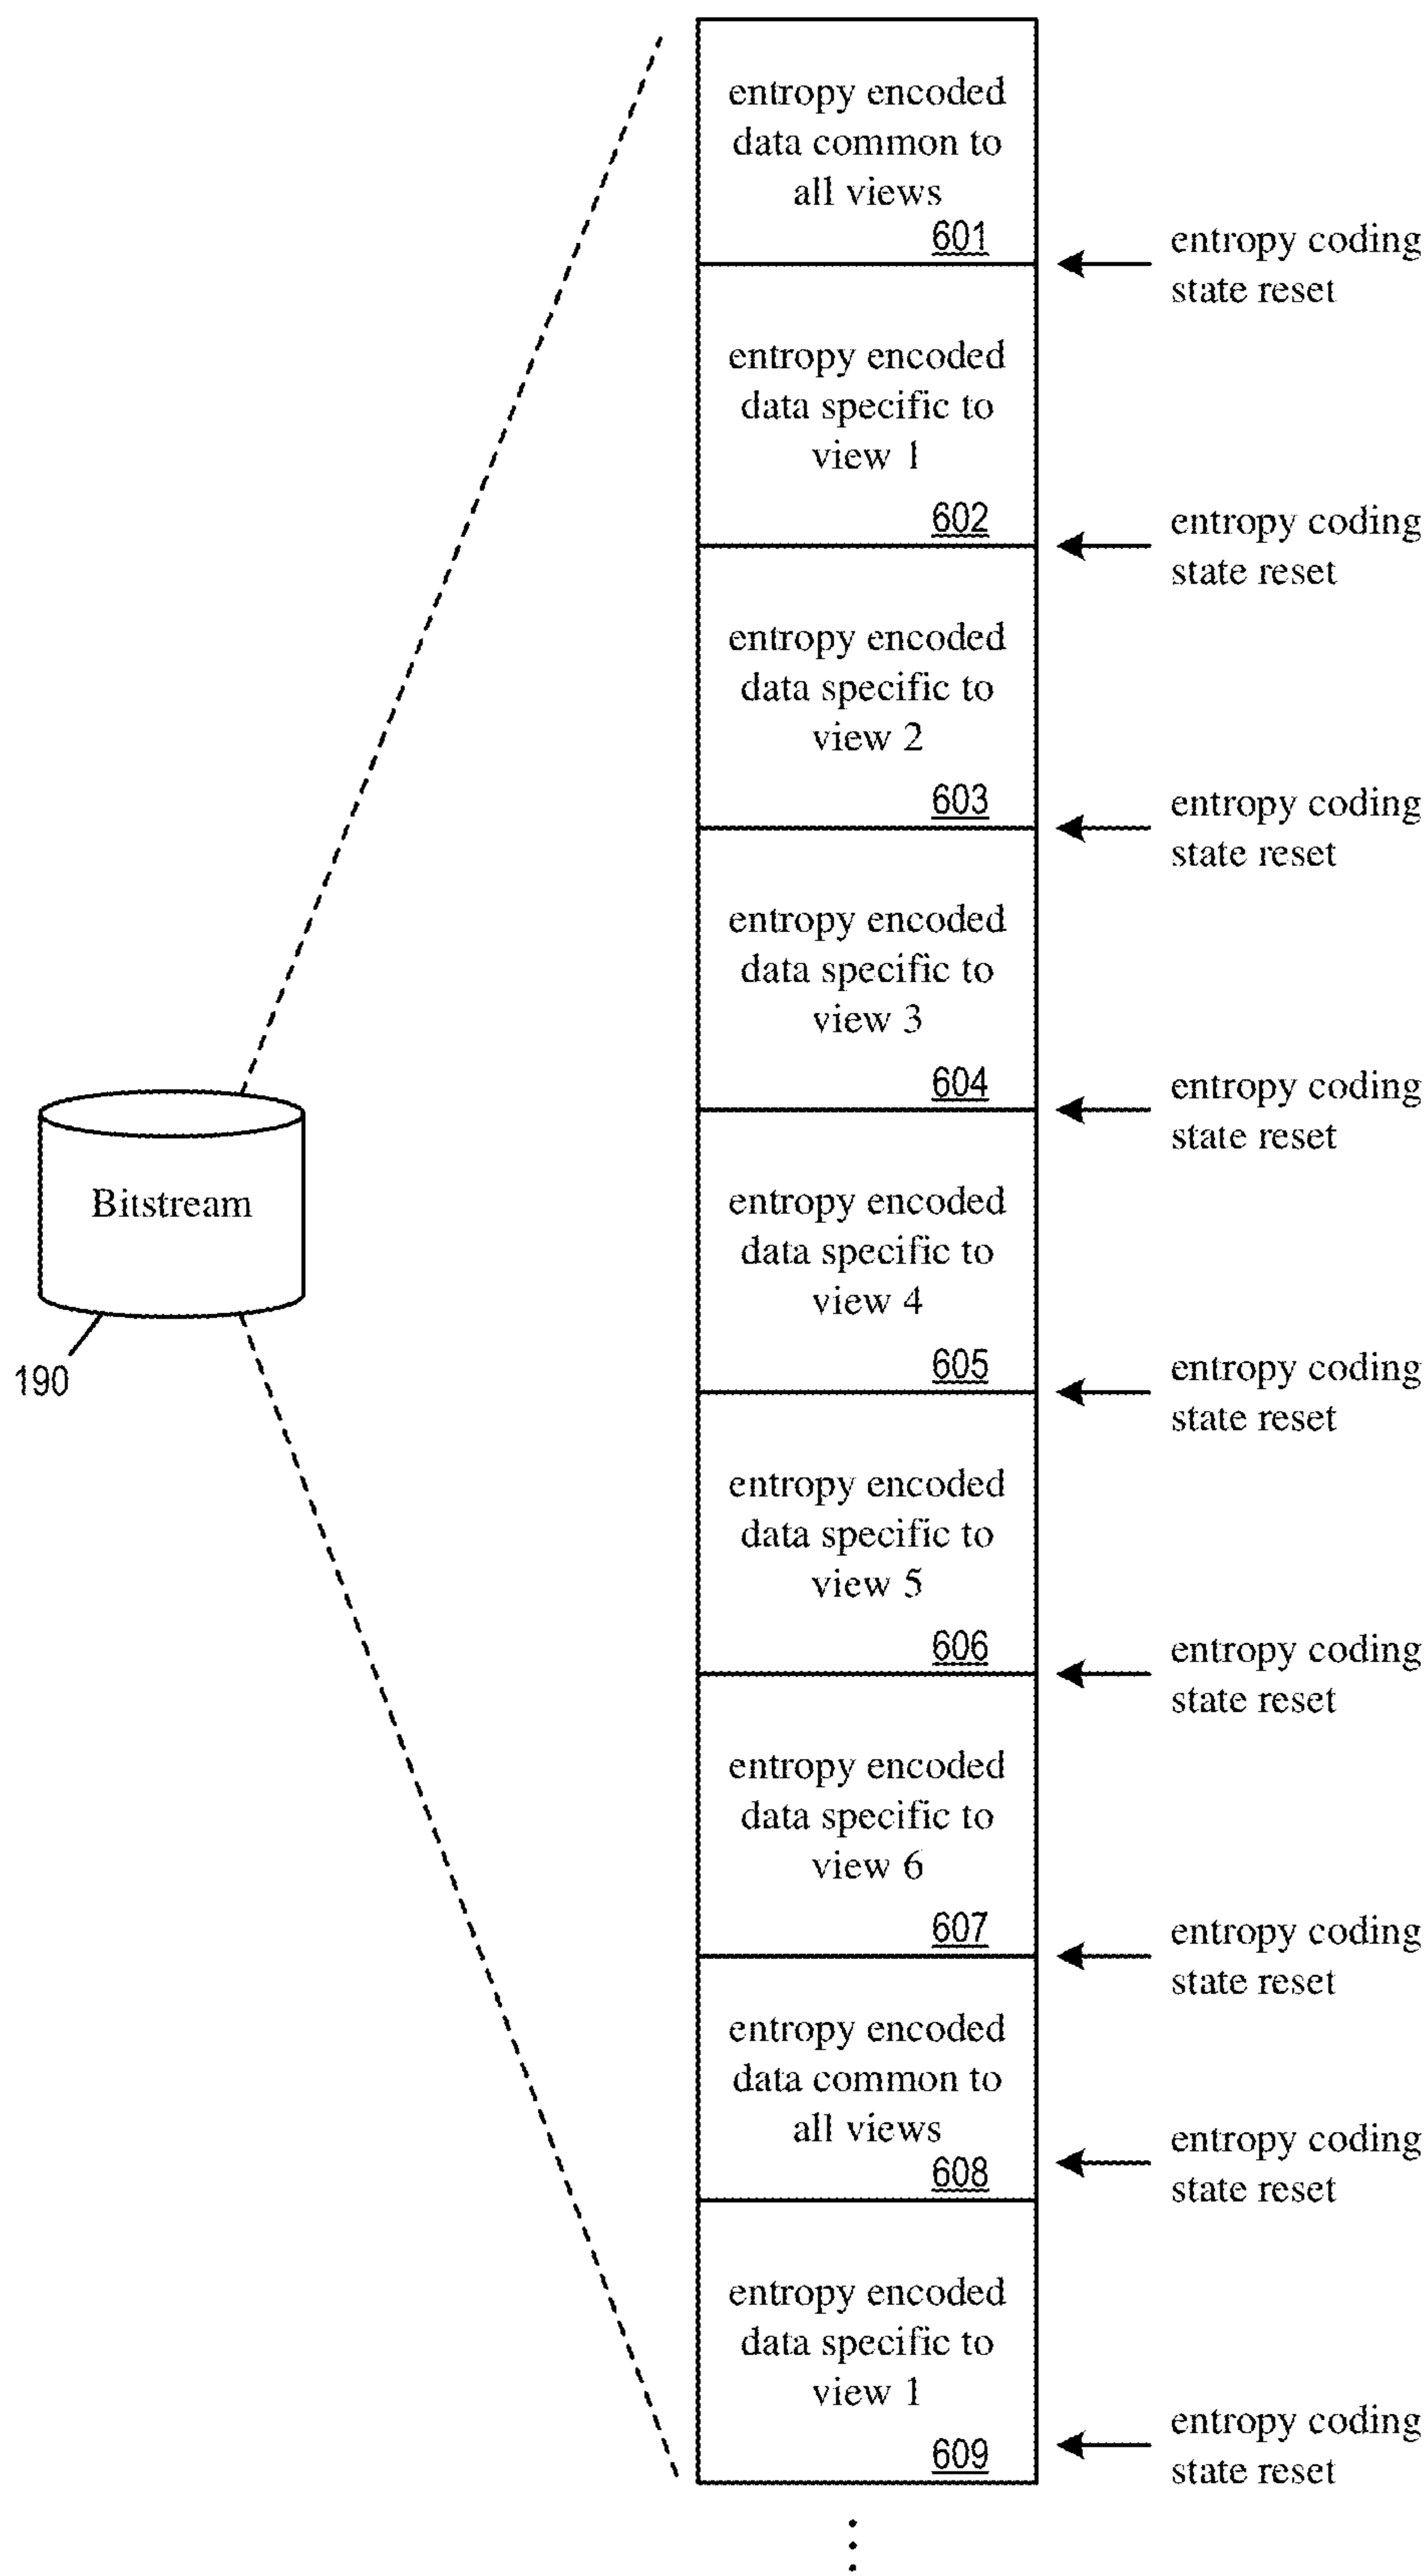 entropy encoded
data common to
all views
601
entropy coding
state reset
entropy encoded
data specific to
view 1
602
entropy coding
state reset
entropy encoded
data specific to
view 2
603
entropy coding
state reset
entropy encoded
data specific to
view 3
604
entropy coding
state reset
Bitstream
190
entropy encoded
data specific to
view 4
605
entropy coding
state reset
entropy encoded
data specific to
view 5
606
entropy coding
state reset
entropy encoded
data specific to
view 6
607
entropy coding
state reset
entropy encoded
data common to
all views
608
entropy coding
state reset
entropy encoded
data specific to
view 1
609
entropy coding
state reset